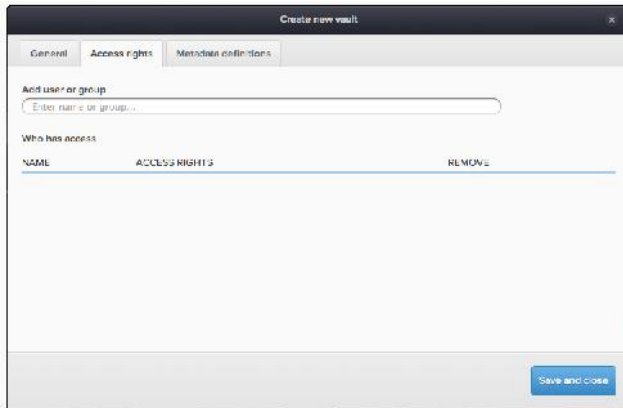 Create new vault
General Access rights Metadata definitions
Add user or group
Enter name or group...
Who has access
NAME ACCESS RIGHTS REMOVE
Save and close